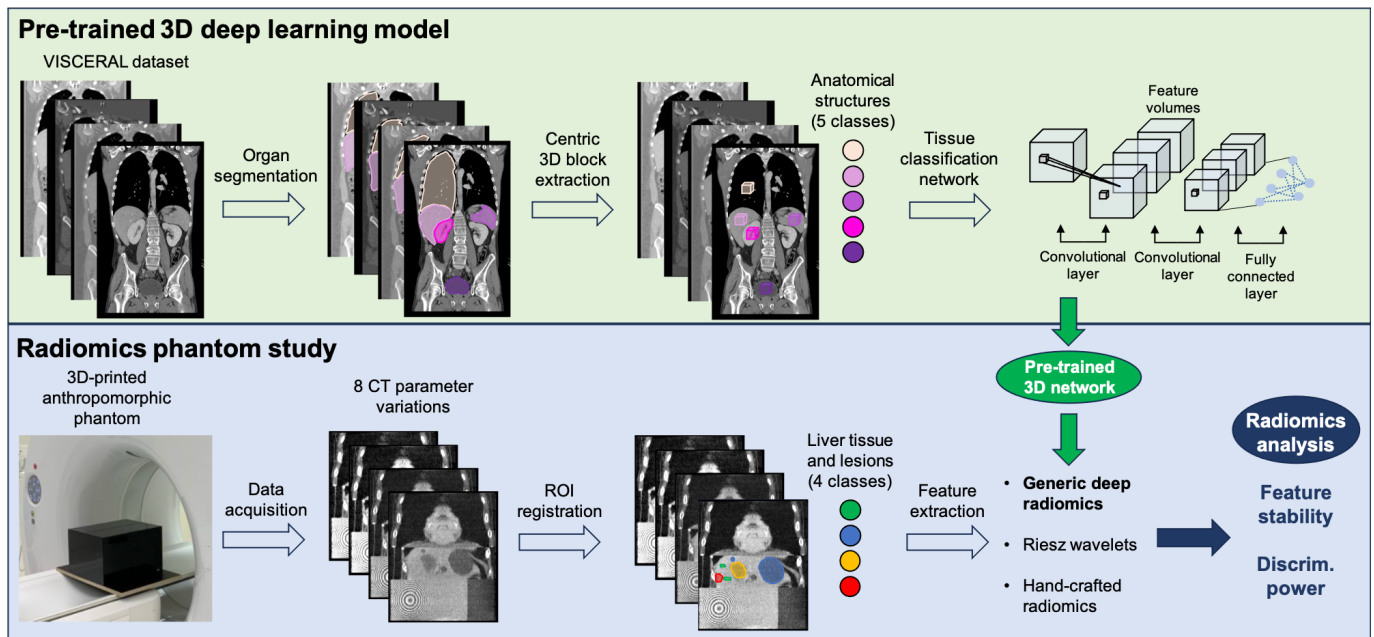 Pre-trained 3D deep learning model
VISCERAL dataset
Organ
segmentation
Centric
3D block
extraction
Anatomical
structures
(5 classes)
Tissue
classification
network
Feature
volumes
Convolutional
layer
Convolutional
layer
Fully
connected
layer
Radiomics phantom study
3D-printed
anthropomorphic
phantom
Data
acquisition
8 CT parameter
variations
ROI
registration
Liver tissue
and lesions
(4 classes)
Feature
extraction
Pre-trained
3D network
• Generic deep
radiomics
• Riesz wavelets
• Hand-crafted
radiomics
Radiomics
analysis
Feature
stability
Discrim.
power